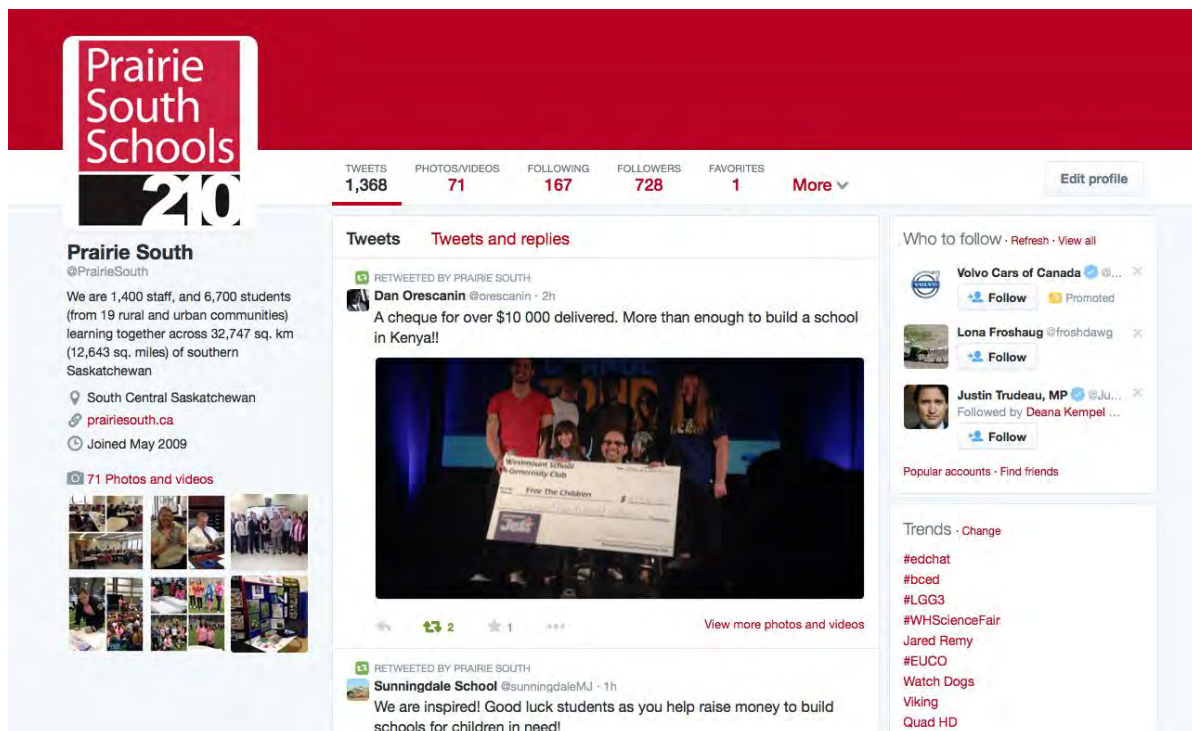 Prairie
South
Schools
210
TWEETS
1,368
PHOTOS/VIDEOS
71
FOLLOWING
167
FOLLOWERS
728
FAVORITES
1
More
Edit profile
Prairie South
@PrairieSouth
We are 1,400 staff, and 6,700 students
(from 19 rural and urban communities)
learning together across 32,747 sq. km
(12,643 sq. miles) of southern
Saskatchewan
South Central Saskatchewan
prairiesouth.ca
Joined May 2009
71 Photos and videos
Tweets Tweets and replies
RETWEETED BY PRAIRIE SOUTH
Dan Orescanin @orescanin · 2h
A cheque for over $10 000 delivered. More than enough to build a school
in Kenya!!
Westmount School
Generosity Club
Free The Children
$
2
1
View more photos and videos
RETWEETED BY PRAIRIE SOUTH
Sunningdale School @sunningdaleMJ · 1h
We are inspired! Good luck students as you help raise money to build
schools for children in need!
Who to follow · Refresh · View all
VOLVO
Volvo Cars of Canada @...
Follow Promoted
Lona Froshaug @froshdawg
Follow
Justin Trudeau, MP @Ju...
Followed by Deana Kempel ...
Follow
Popular accounts · Find friends
Trends · Change
#edchat
#bced
#LGG3
#WHScienceFair
Jared Remy
#EUCO
Watch Dogs
Viking
Quad HD